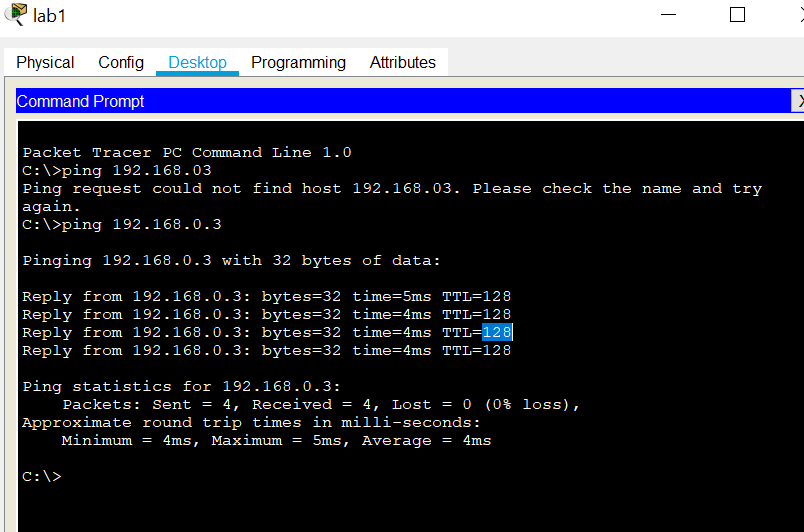 lab1
Physical Config Desktop Programming Attributes
Command Prompt
X
Packet Tracer PC Command Line 1.0
C:\>ping 192.168.03
Ping request could not find host 192.168.03. Please check the name and try
again.
C:\>ping 192.168.0.3
Pinging 192.168.0.3 with 32 bytes of data:
Reply from 192.168.0.3: bytes=32 time=5ms TTL=128
Reply from 192.168.0.3: bytes=32 time=4ms TTL=128
Reply from 192.168.0.3: bytes=32 time=4ms TTL=128
Reply from 192.168.0.3: bytes=32 time=4ms TTL=128
Ping statistics for 192.168.0.3:
Packets: Sent = 4, Received = 4, Lost = 0 (0% loss),
Approximate round trip times in milli-seconds:
Minimum = 4ms, Maximum = 5ms, Average = 4ms
C:\>